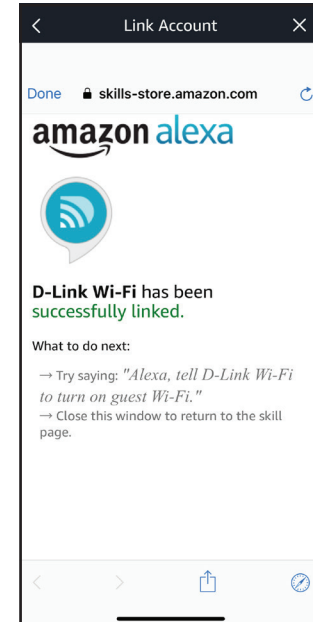 Link Account
Done skills-store.amazon.com
amazon alexa
D-Link Wi-Fi has been
successfully linked.
What to do next:
→ Try saying: "Alexa, tell D-Link Wi-Fi
to turn on guest Wi-Fi."
→ Close this window to return to the skill
page.